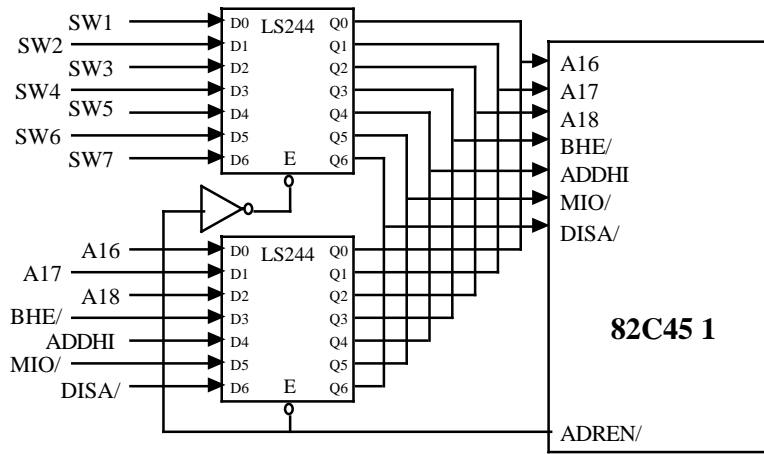 SW1 D0 LS244 Q0
SW2 D1 Q1
SW3 D2 Q2 A16
SW4 D3 Q3 A17
SW5 D4 Q4 A18
SW6 D5 Q5 BHE/
SW7 D6 E Q6 ADDHI
MIO/
DISA/
A16 D0 LS244 Q0
A17 D1 Q1
A18 D2 Q2
BHE/ D3 Q3 82C45 1
ADDHI D4 Q4
MIO/ D5 Q5
DISA/ D6 E Q6
ADREN/